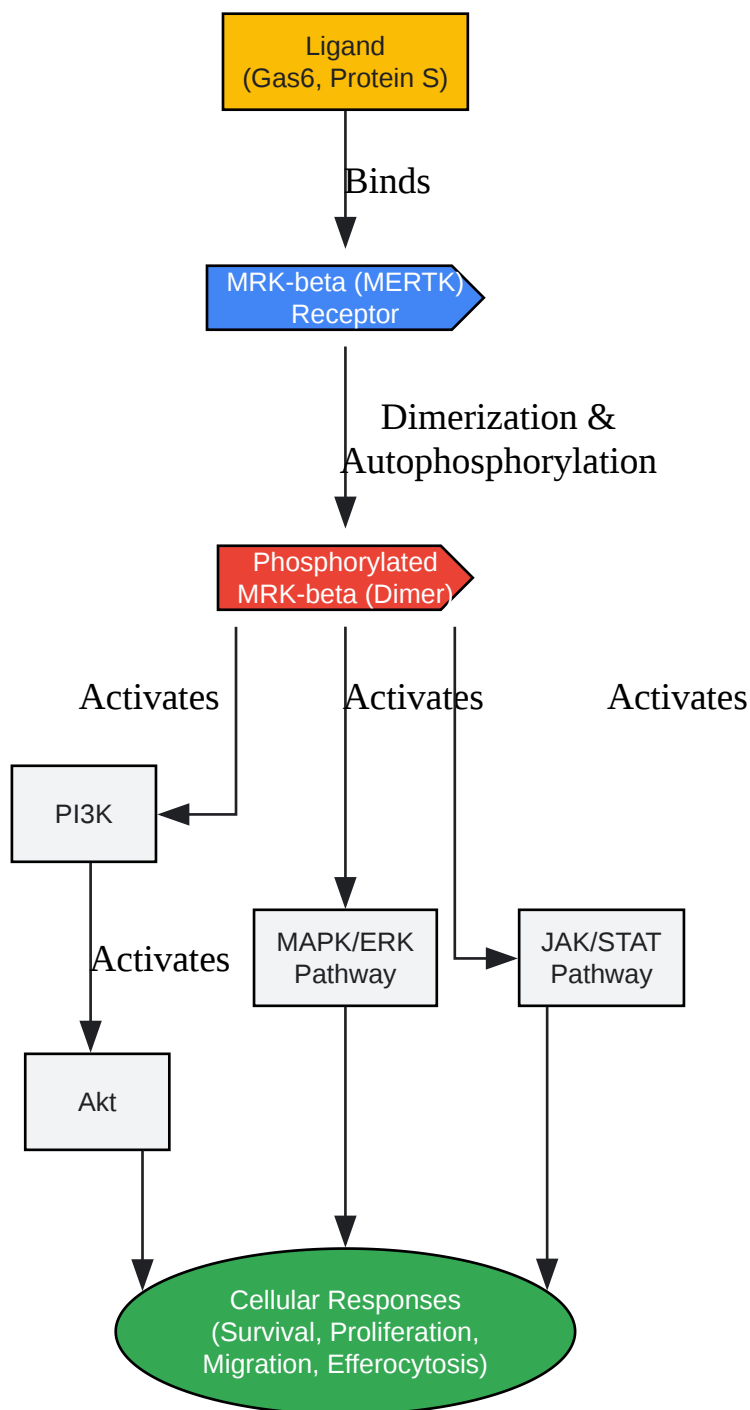 Ligand
(Gas6, Protein S)
Binds
MRK-beta (MERTK)
Receptor
Dimerization &
Autophosphorylation
Phosphorylated
MRK-beta (Dimer)
Activates
Activates
Activates
PI3K
MAPK/ERK
Pathway
JAK/STAT
Pathway
Activates
Akt
Cellular Responses
(Survival, Proliferation,
Migration, Efferocytosis)